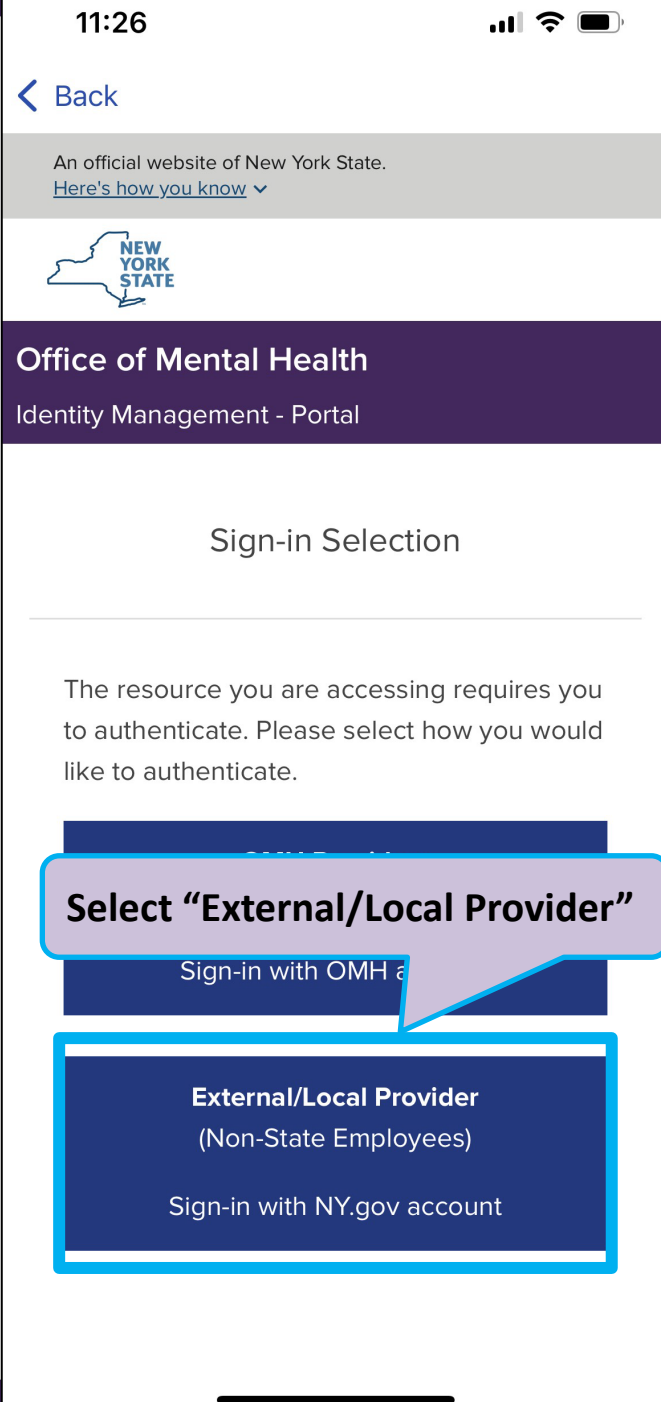 11:26
Back
An official website of New York State.
Here's how you know
NEW
YORK
STATE
Office of Mental Health
Identity Management - Portal
Sign-in Selection
The resource you are accessing requires you
to authenticate. Please select how you would
like to authenticate.
Select “External/Local Provider”
Sign-in with OMH
External/Local Provider
(Non-State Employees)
Sign-in with NY.gov account